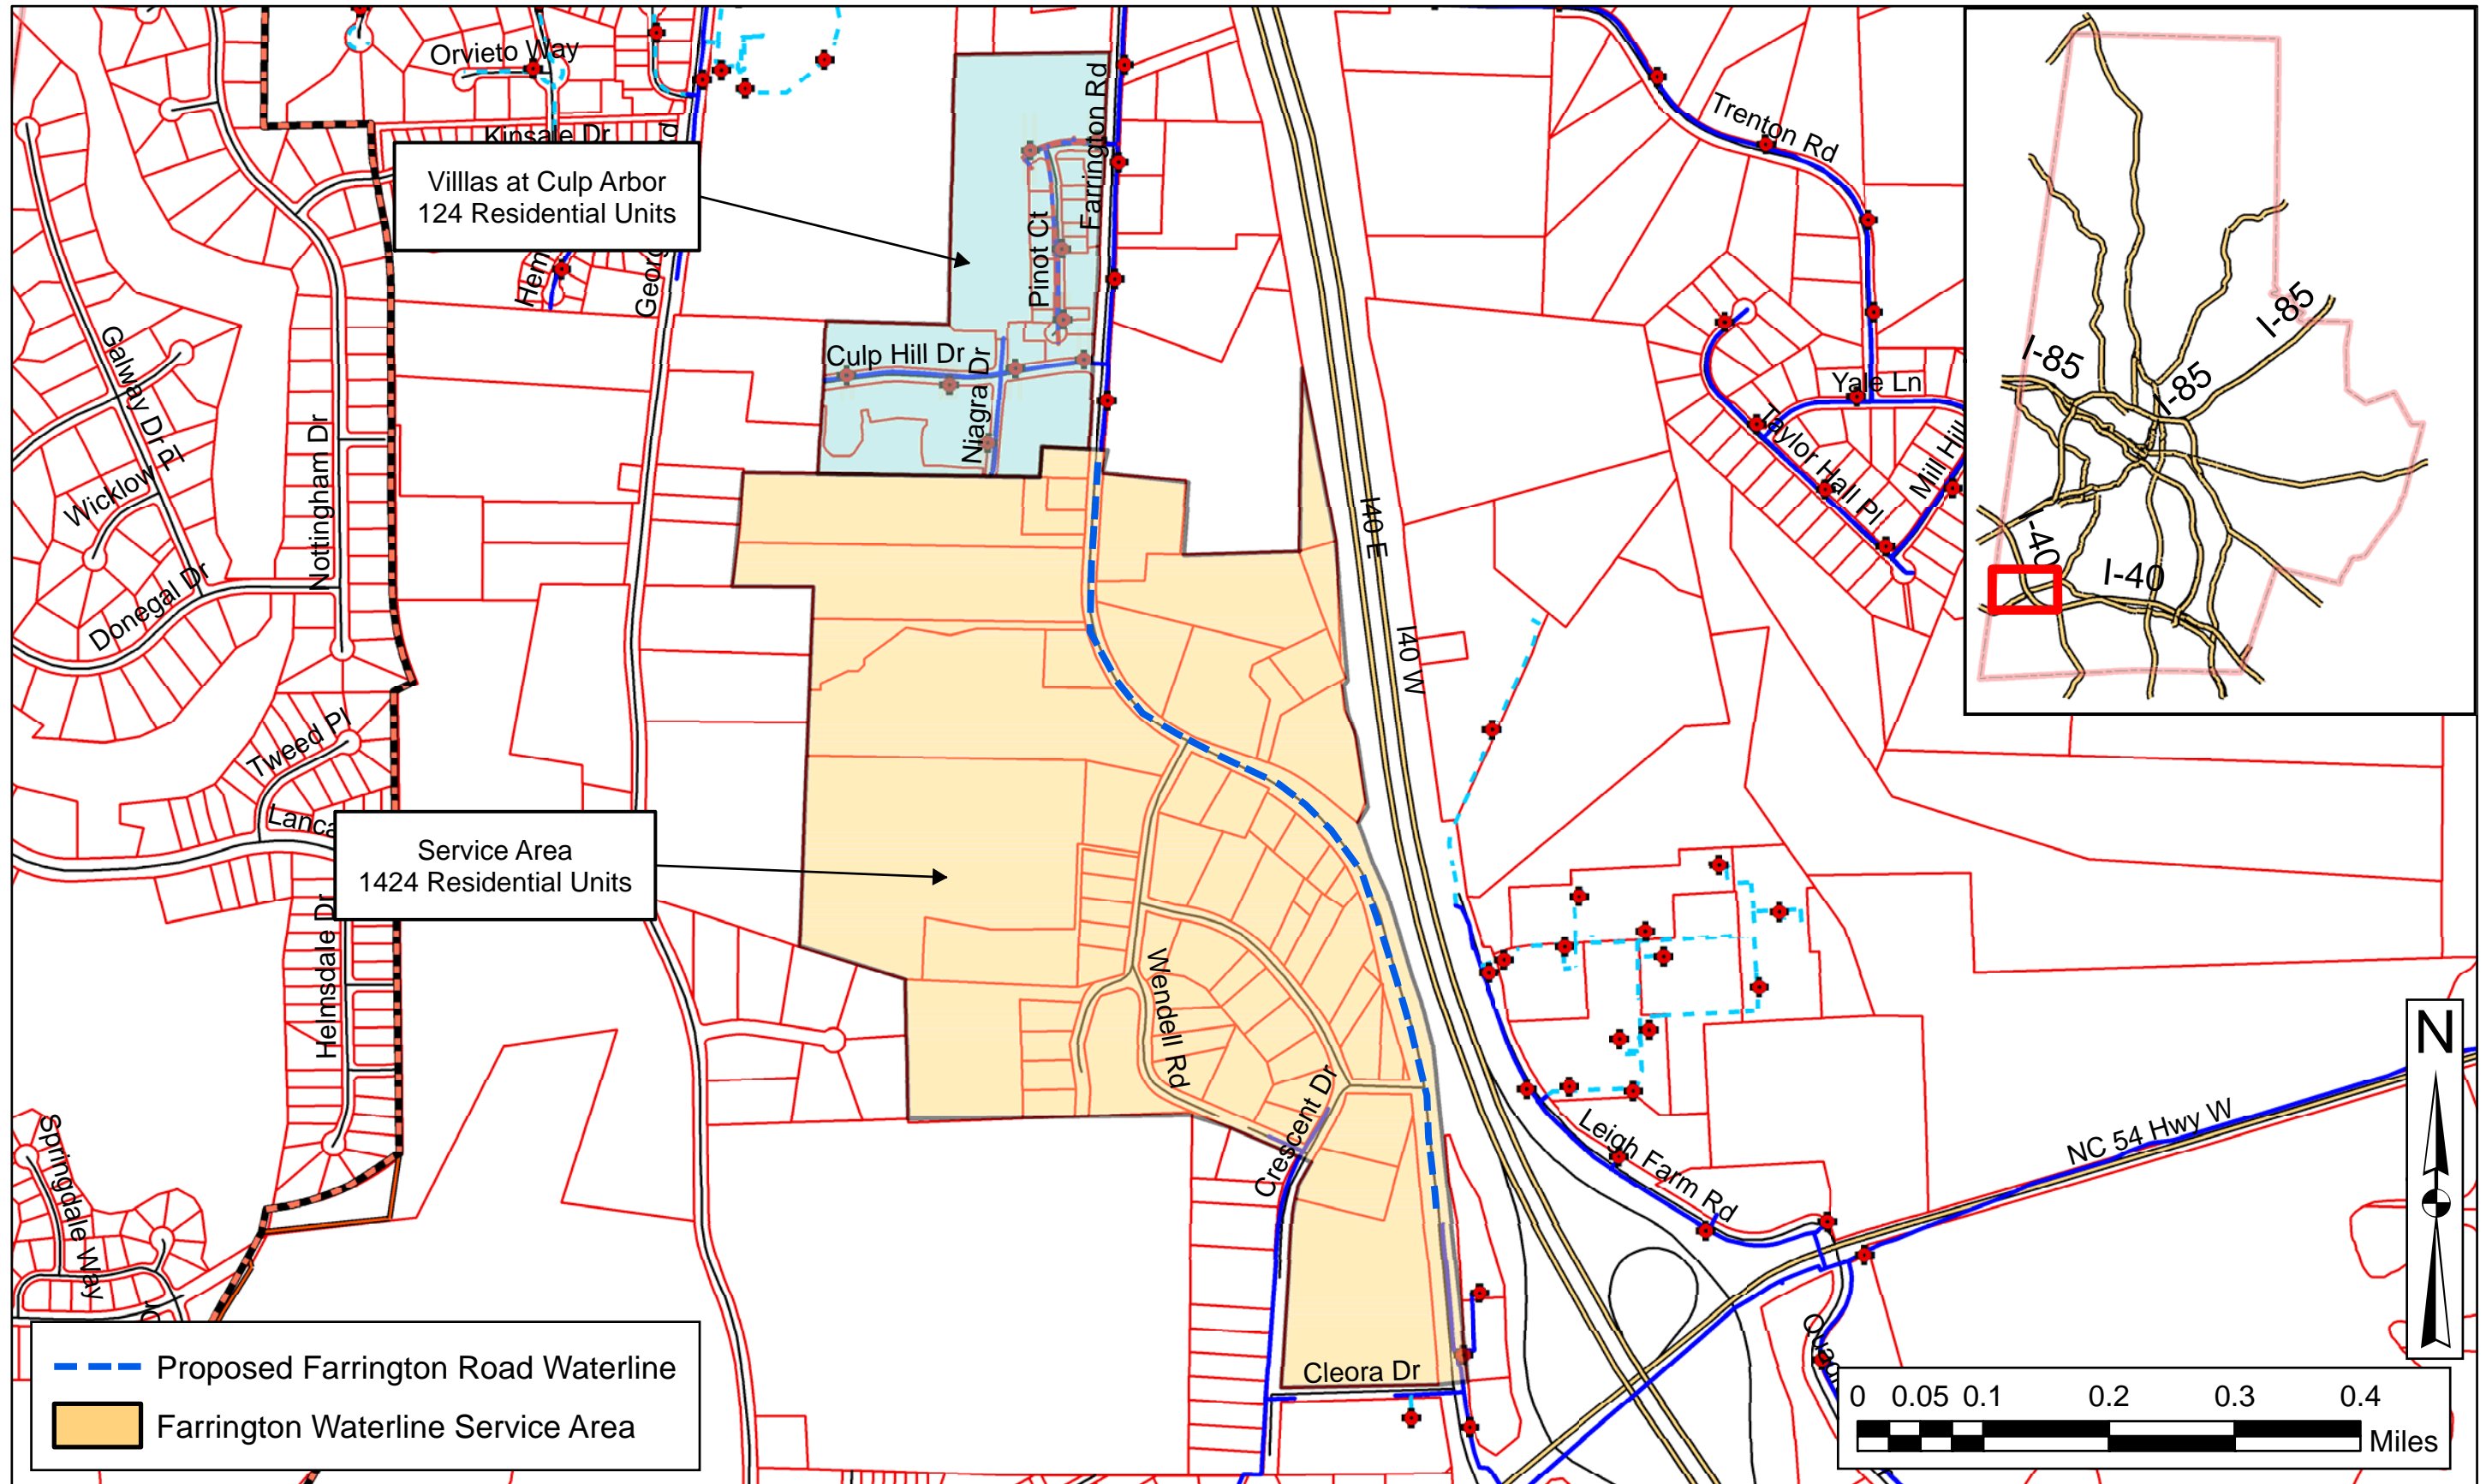 Orvieto Way
Kinsale Dr
Farrington Rd
Trenton Rd
Villlas at Culp Arbor
124 Residential Units
Pinot Ct
Culp Hill Dr
Niagra Dr
Galway Dr
Wicklow Pl
Donegal Dr
Nottingham Dr
Yale Ln
Taylor Hall Pl
Mill Hill
I40 E
I40 W
I-85
I-85
I-85
I-40
I-40
Tweed Pl
Service Area
1424 Residential Units
Helmsdale Dr
Springdale Way
Wendell Rd
Crescent Dr
Leigh Farm Rd
NC 54 Hwy W
Cleora Dr
N
Proposed Farrington Road Waterline
Farrington Waterline Service Area
0 0.05 0.1 0.2 0.3 0.4
Miles